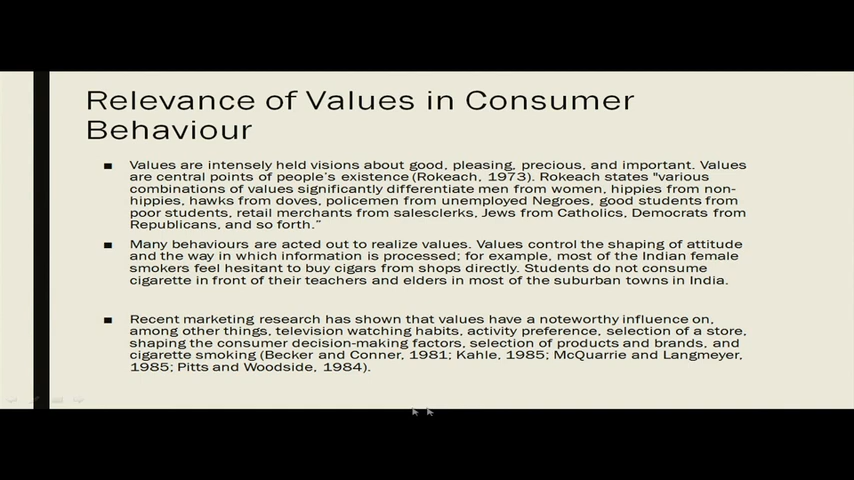 Relevance of Values in Consumer
Behaviour
Values are intensely held visions about good, pleasing, precious, and important. Values
are central points of people's existence (Rokeach, 1973). Rokeach states "various
combinations of values significantly differentiate men from women, hippies from non-
hippies, hawks from doves, policemen from unemployed Negroes, good students from
poor students, retail merchants from salesclerks, Jews from Catholics, Democrats from
Republicans, and so forth."
Many behaviours are acted out to realize values. Values control the shaping of attitude
and the way in which information is processed; for example, most of the Indian female
smokers feel hesitant to buy cigars from shops directly. Students do not consume
cigarette in front of their teachers and elders in most of the suburban towns in India.
Recent marketing research has shown that values have a noteworthy influence on,
among other things, television watching habits, activity preference, selection of a store,
shaping the consumer decision-making factors, selection of products and brands, and
cigarette smoking (Becker and Conner, 1981; Kahle, 1985; McQuarrie and Langmeyer,
1985; Pitts and Woodside, 1984).